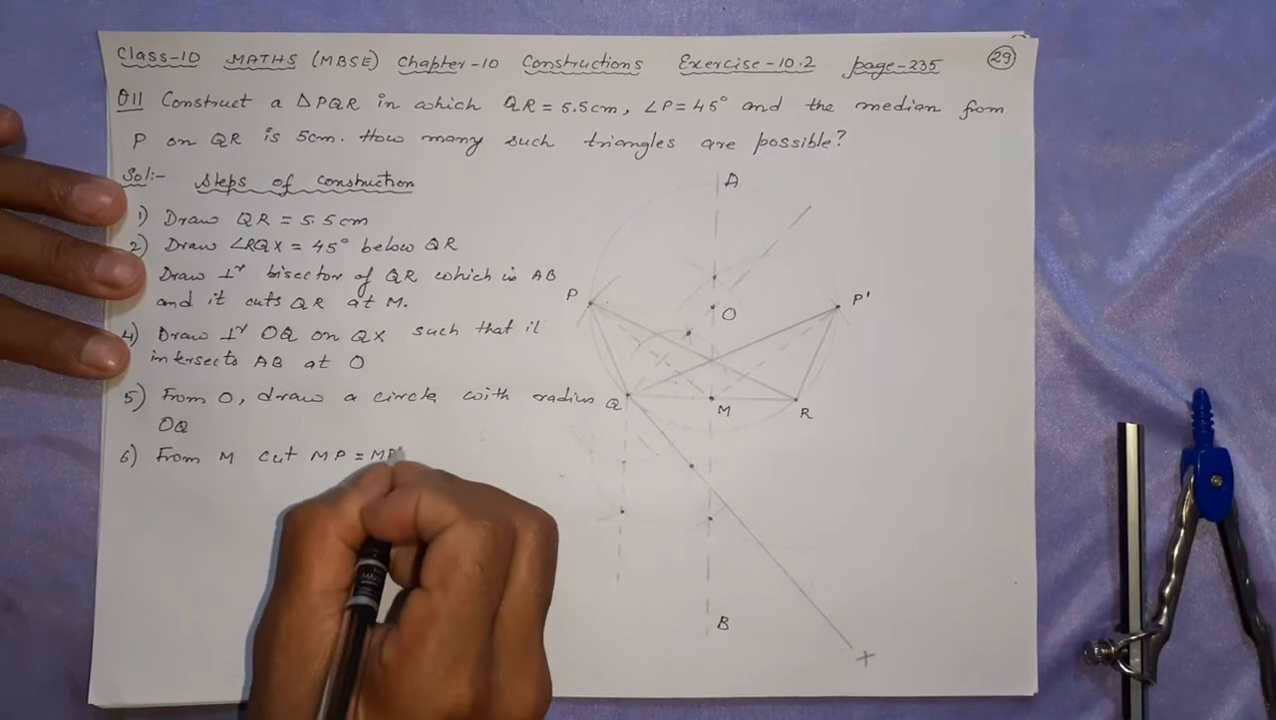 Class-10 MATHS (MBSE) Chapter-10 Constructions Exercise-10.2 page-235 29
Q11 Construct a ΔPQR in which QR = 5.5cm, ∠P = 45° and the median from
P on QR is 5cm. How many such triangles are possible?
Sol:- Steps of construction
1) Draw QR = 5.5cm
2) Draw ∠RQX = 45° below QR
Draw ⊥r bisector of QR which is AB
and it cuts QR at M.
4) Draw ⊥r OQ on QX such that it
intersects AB at O
5) From O, draw a circle with radius
OQ
6) From M cut MP = MP'
A
P
P'
O
Q
M
R
B
X